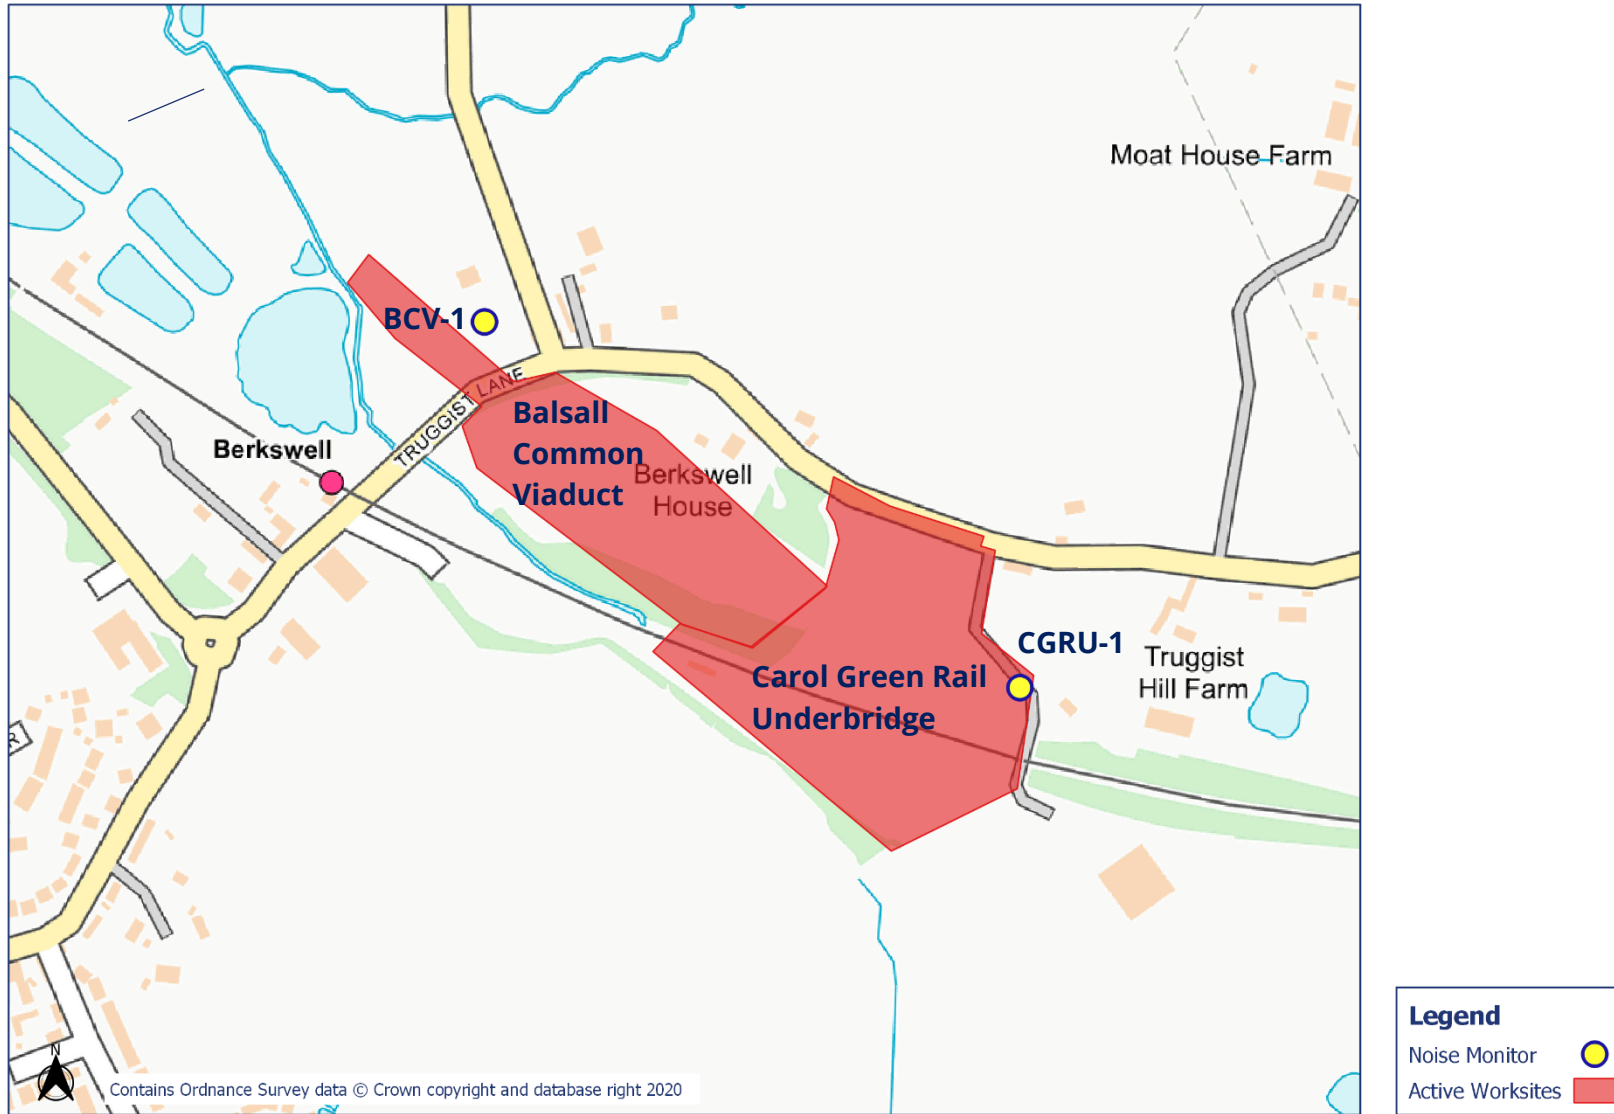 Moat House Farm
BCV-1
TRUGGIST LANE
Balsall
Common
Viaduct
Berkswell
Berkswell
House
CGRU-1
Truggist
Hill Farm
Carol Green Rail
Underbridge
R
N
Contains Ordnance Survey data © Crown copyright and database right 2020
Legend
Noise Monitor
Active Worksites